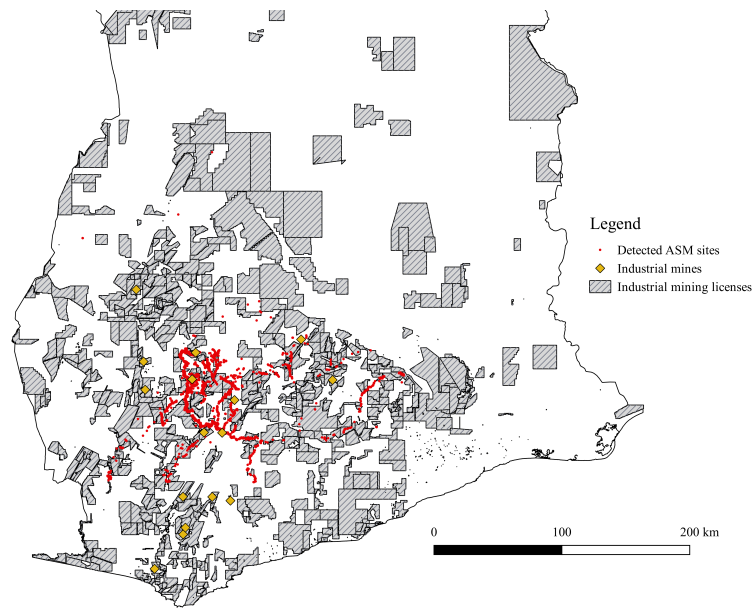 Legend
Detected ASM sites
Industrial mines
Industrial mining licenses
0 100 200 km